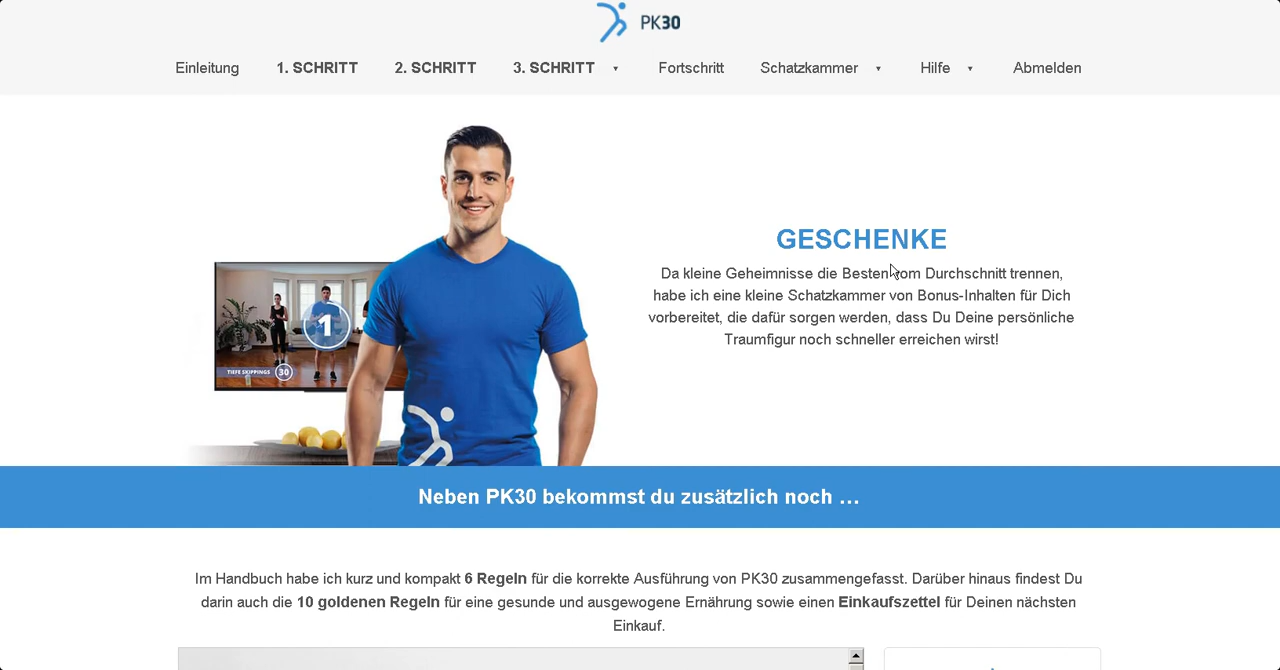 PK30
Einleitung 1. SCHRITT 2. SCHRITT 3. SCHRITT Fortschritt Schatzkammer Hilfe Abmelden
GESCHENKE
Da kleine Geheimnisse die Besten vom Durchschnitt trennen,
habe ich eine kleine Schatzkammer von Bonus-Inhalten für Dich
vorbereitet, die dafür sorgen werden, dass Du Deine persönliche
Traumfigur noch schneller erreichen wirst!
1
TIEFE SKIPPINGS 30
Neben PK30 bekommst du zusätzlich noch …
Im Handbuch habe ich kurz und kompakt 6 Regeln für die korrekte Ausführung von PK30 zusammengefasst. Darüber hinaus findest Du
darin auch die 10 goldenen Regeln für eine gesunde und ausgewogene Ernährung sowie einen Einkaufszettel für Deinen nächsten
Einkauf.